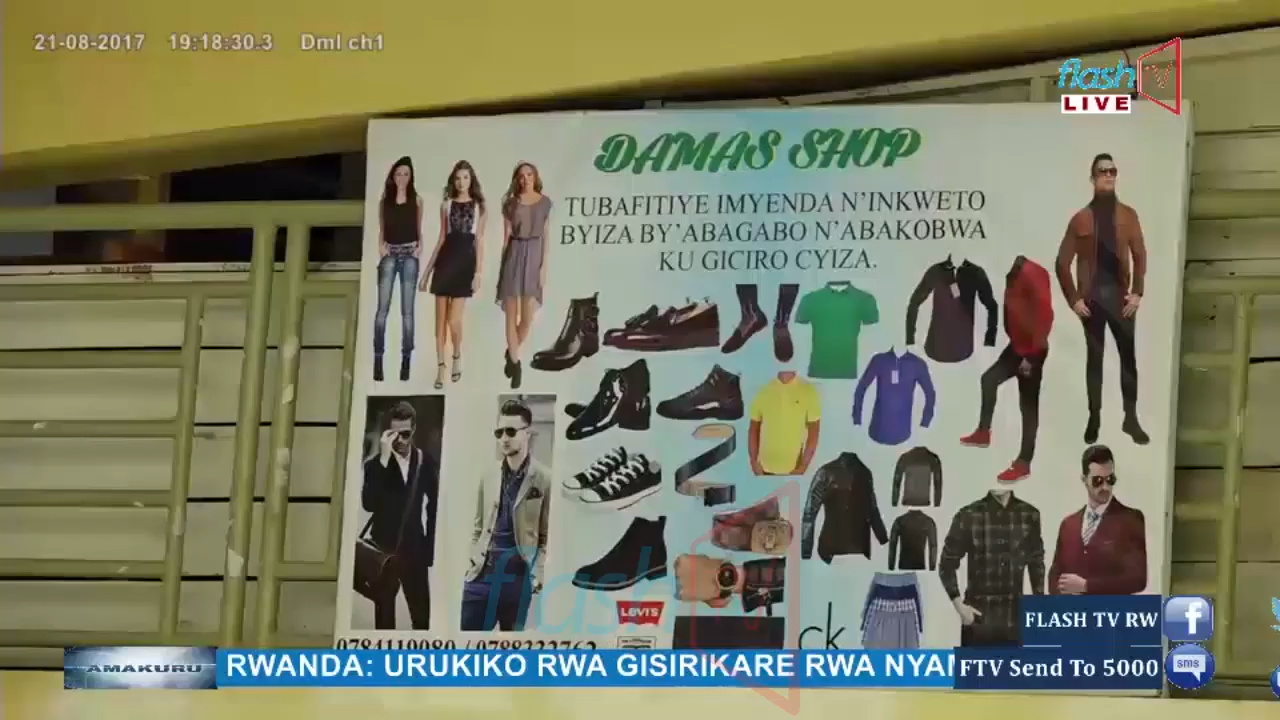 21-08-2017 19:18:30.3 Dml ch1
flash TV
LIVE
DAMAS SHOP
TUBAFITIYE IMYENDA N'INKWETO
BYIZA BY'ABAGABO N'ABAKOBWA
KU GICIRO CYIZA.
flash TV
LEVI'S
ck
FLASH TV RW
AMAKURU
RWANDA: URUKIKO RWA GISIRIKARE RWA
FTV Send To 5000
sms